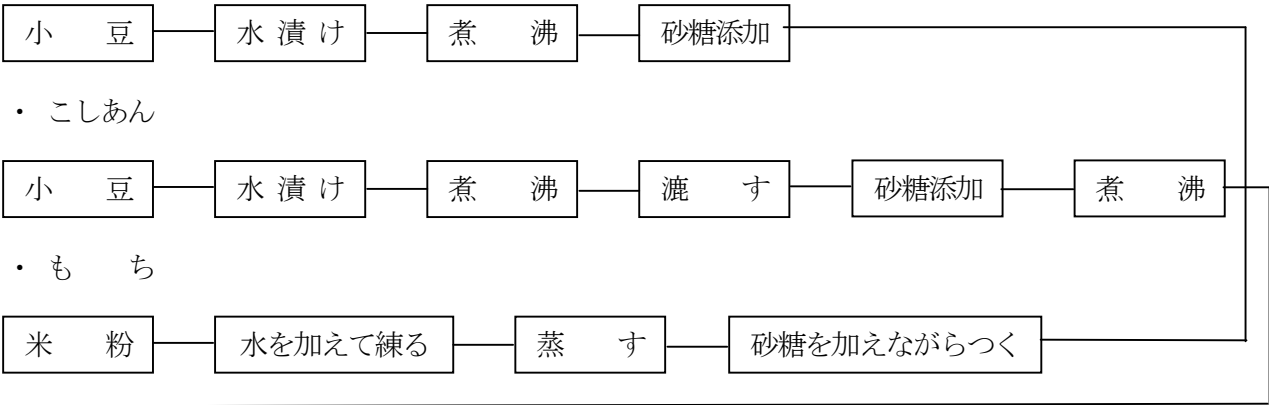 小　豆 水漬け 煮　沸 砂糖添加
・ こしあん
小　豆 水漬け 煮　沸 漉　す 砂糖添加 煮　沸
・ も　ち
米　粉 水を加えて練る 蒸　す 砂糖を加えながらつく